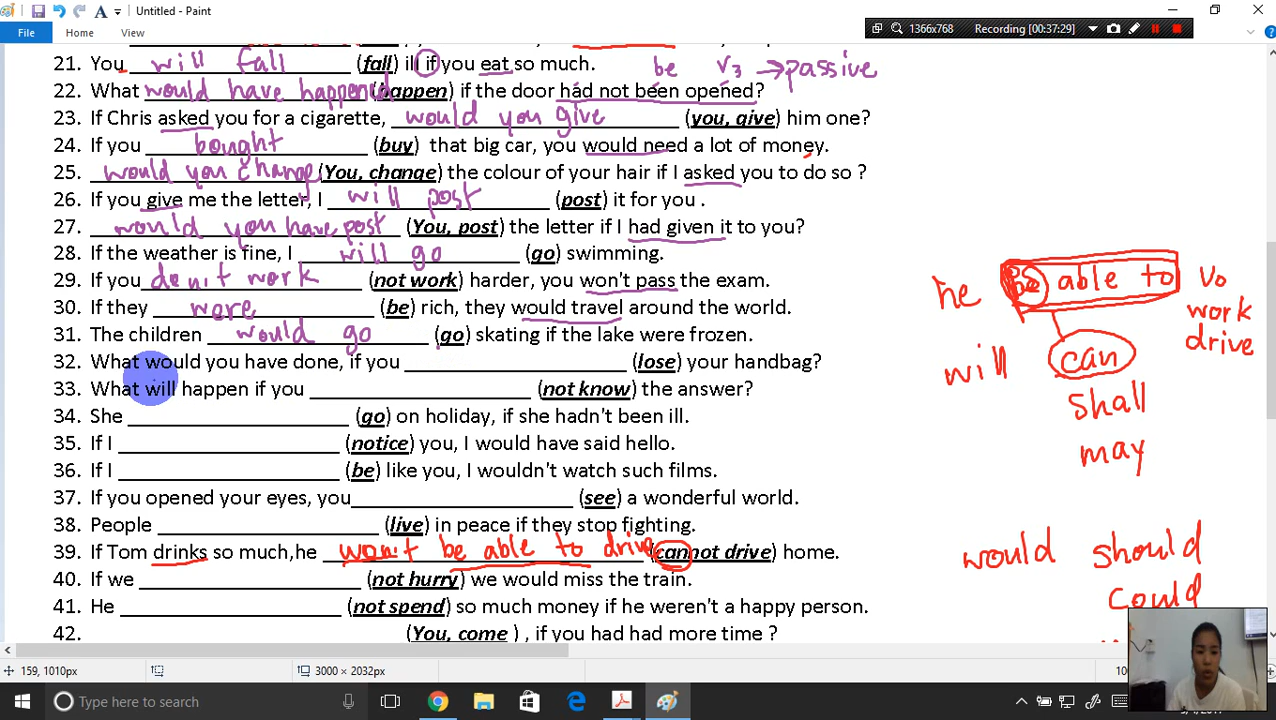 Untitled - Paint
1366x768 Recording [00:37:29]
File Home View
21. You will fall (fall) ill if you eat so much.
be v3 → passive
22. What would have happened (happen) if the door had not been opened?
23. If Chris asked you for a cigarette, would you give (you, give) him one?
24. If you bought (buy) that big car, you would need a lot of money.
25. would you change (You, change) the colour of your hair if I asked you to do so ?
26. If you give me the letter, I will post (post) it for you .
27. would you have post (You, post) the letter if I had given it to you?
28. If the weather is fine, I will go (go) swimming.
29. If you don't work (not work) harder, you won't pass the exam.
30. If they wore (be) rich, they would travel around the world.
31. The children would go (go) skating if the lake were frozen.
32. What would you have done, if you (lose) your handbag?
33. What will happen if you (not know) the answer?
34. She (go) on holiday, if she hadn't been ill.
35. If I (notice) you, I would have said hello.
36. If I (be) like you, I wouldn't watch such films.
37. If you opened your eyes, you (see) a wonderful world.
38. People (live) in peace if they stop fighting.
39. If Tom drinks so much,he won't be able to drive (cannot drive) home.
40. If we (not hurry) we would miss the train.
41. He (not spend) so much money if he weren't a happy person.
42. (You, come ) , if you had had more time ?
he be able to vo
work
drive
will can
shall
may
would should
could
159, 1010px 3000 × 2032px
Type here to search